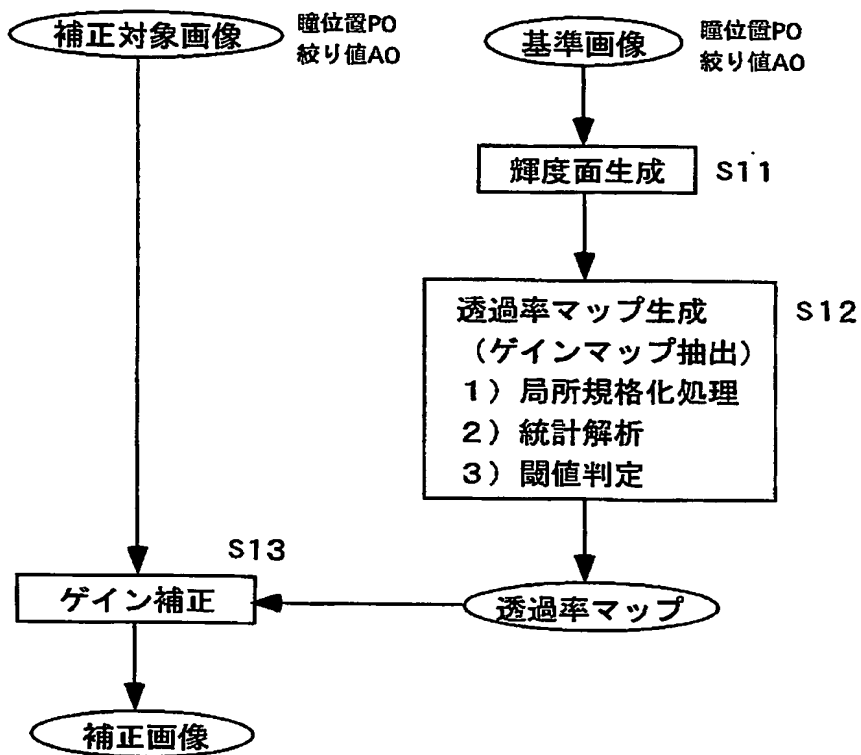 補正対象画像
瞳位置PO
絞り値AO
基準画像
瞳位置PO
絞り値AO
輝度面生成
S11
透過率マップ生成
(ゲインマップ抽出)
1)局所規格化処理
2)統計解析
3)閾値判定
S12
S13
ゲイン補正
透過率マップ
補正画像